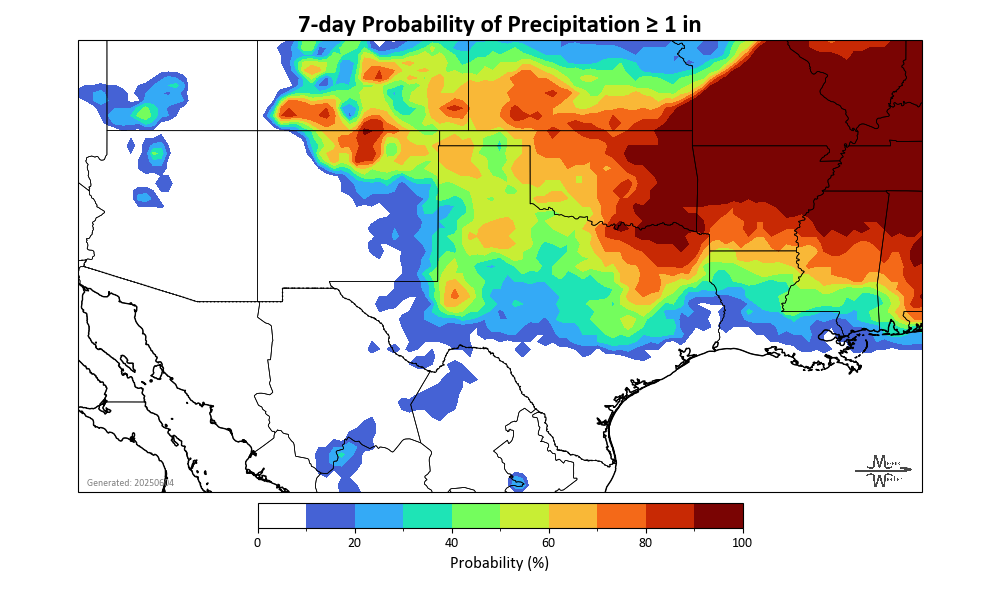 7-day Probability of Precipitation ≥ 1 in
Generated: 20250604
0 20 40 60 80 100
Probability (%)